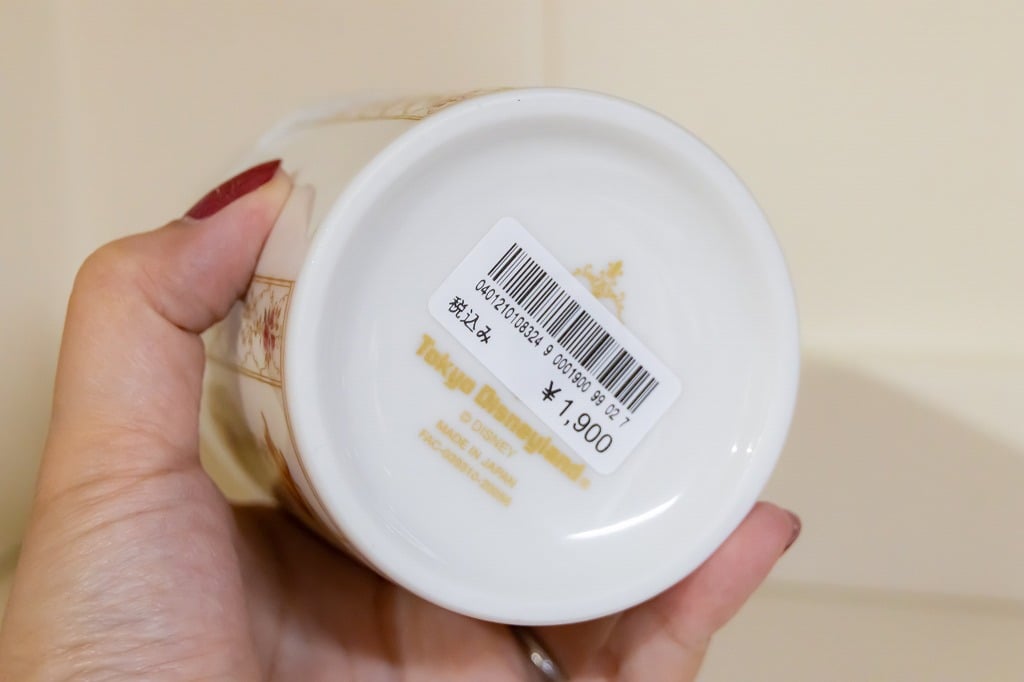 0401210108324 9 0001900 99 02 7
税込み
¥1,900
Tokyo Disneyland®
© DISNEY
MADE IN JAPAN